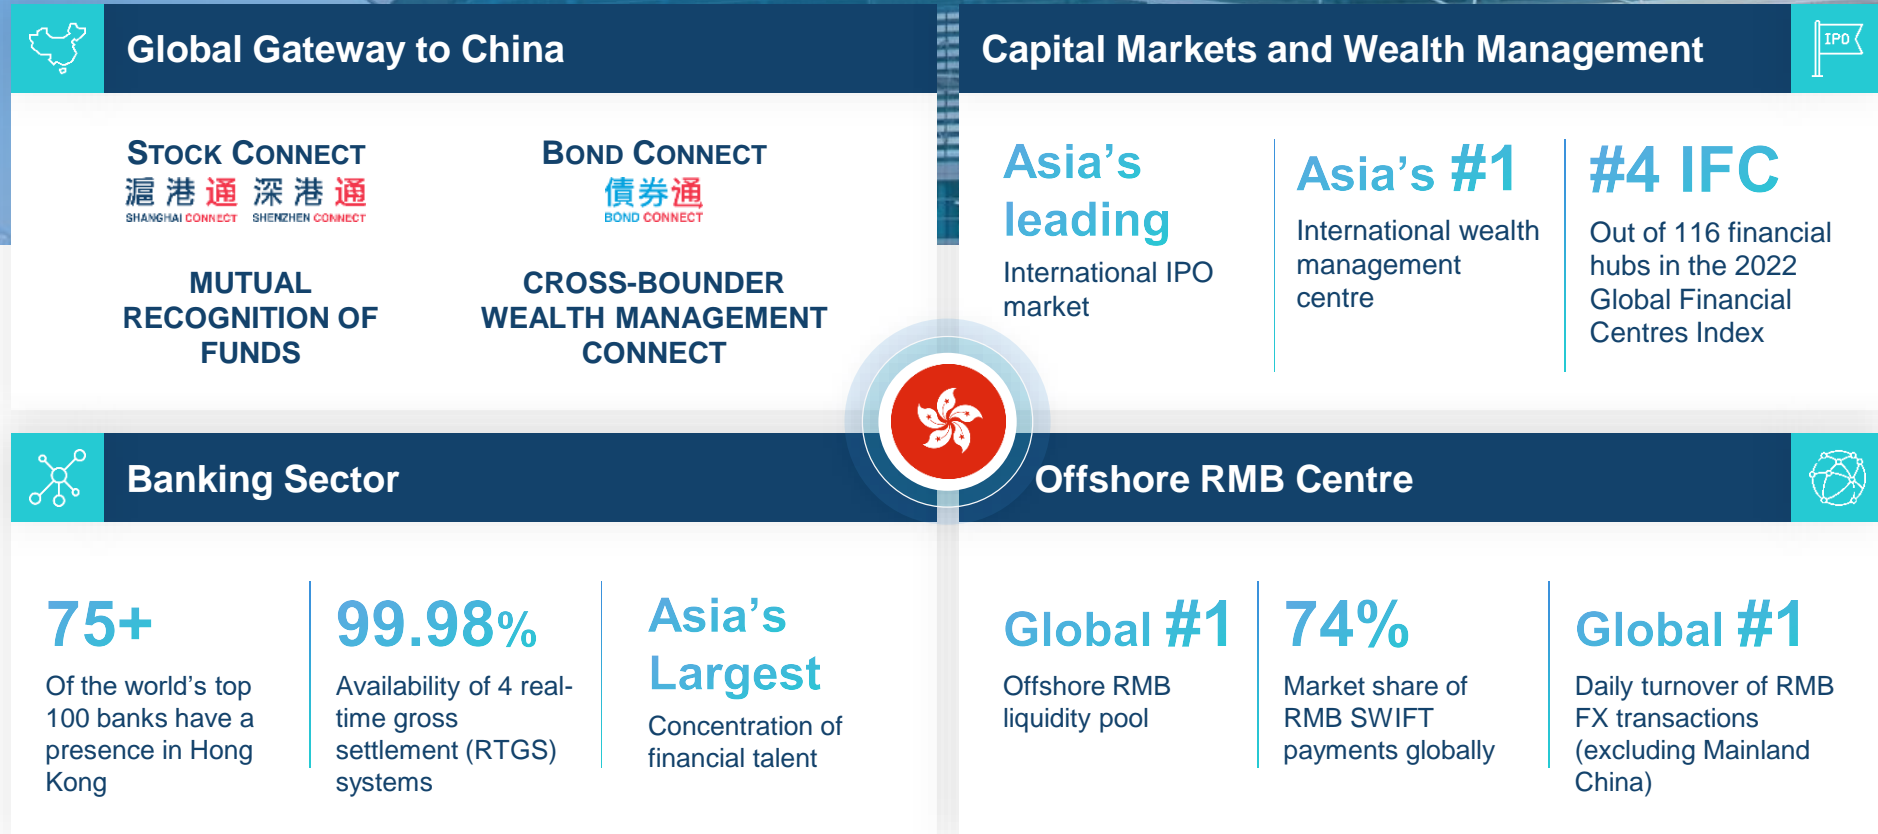 Global Gateway to China
STOCK CONNECT
滬港通 深港通
SHANGHAI CONNECT SHENZHEN CONNECT
BOND CONNECT
債券通
BOND CONNECT
MUTUAL
RECOGNITION OF
FUNDS
CROSS-BOUNDER
WEALTH MANAGEMENT
CONNECT
Capital Markets and Wealth Management
IPO
Asia's
leading
International IPO
market
Asia's #1
International wealth
management
centre
#4 IFC
Out of 116 financial
hubs in the 2022
Global Financial
Centres Index
Banking Sector
75+
Of the world's top
100 banks have a
presence in Hong
Kong
99.98%
Availability of 4 real-
time gross
settlement (RTGS)
systems
Asia's
Largest
Concentration of
financial talent
Offshore RMB Centre
Global #1
Offshore RMB
liquidity pool
74%
Market share of
RMB SWIFT
payments globally
Global #1
Daily turnover of RMB
FX transactions
(excluding Mainland
China)